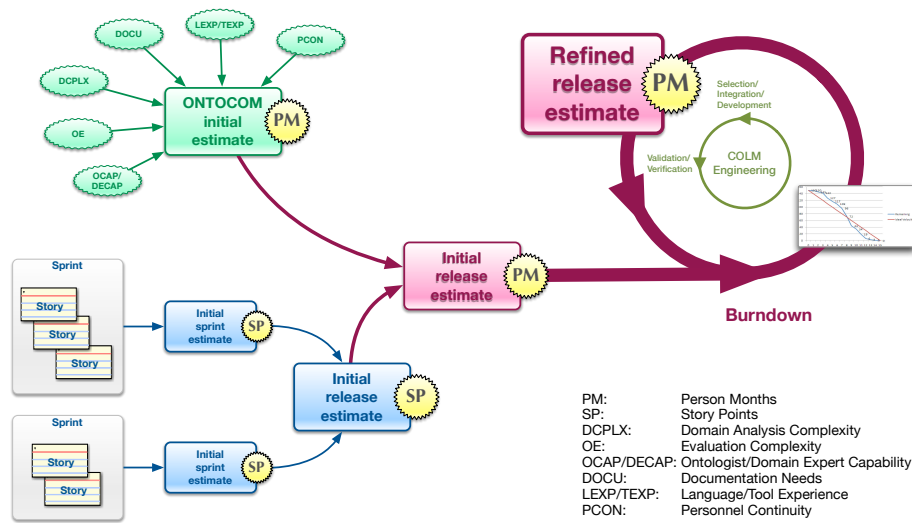 LEXP/TEXP
DOCU
PCON
DCPLX
OE
OCAP/
DECAP
ONTOCOM
initial
estimate
PM
Refined
release
estimate
PM
Selection/
Integration/
Development
Validation/
Verification
COLM
Engineering
Burndown
Initial
release
estimate
PM
Sprint
Story
Story
Story
Initial
sprint
estimate
SP
Initial
release
estimate
SP
Sprint
Story
Story
Initial
sprint
estimate
SP
PM: Person Months
SP: Story Points
DCPLX: Domain Analysis Complexity
OE: Evaluation Complexity
OCAP/DECAP: Ontologist/Domain Expert Capability
DOCU: Documentation Needs
LEXP/TEXP: Language/Tool Experience
PCON: Personnel Continuity